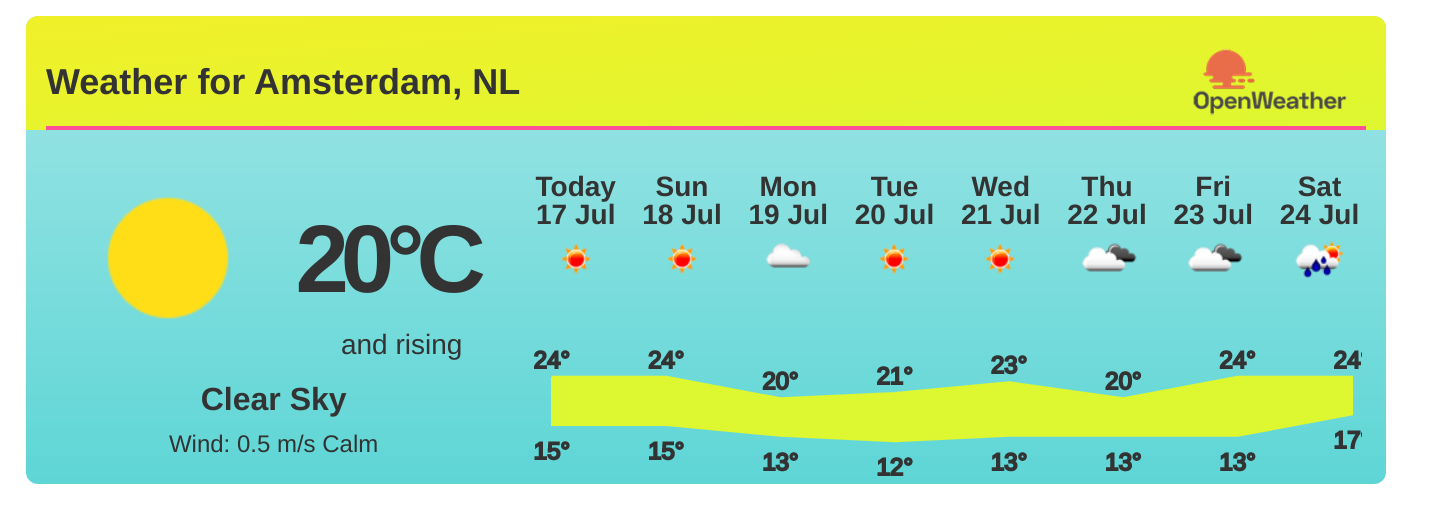 Weather for Amsterdam, NL
OpenWeather
20°C
and rising
Clear Sky
Wind: 0.5 m/s Calm
Today Sun Mon Tue Wed Thu Fri Sat
17 Jul 18 Jul 19 Jul 20 Jul 21 Jul 22 Jul 23 Jul 24 Jul
24° 24° 20° 21° 23° 20° 24° 24°
15° 15° 13° 12° 13° 13° 13° 17°